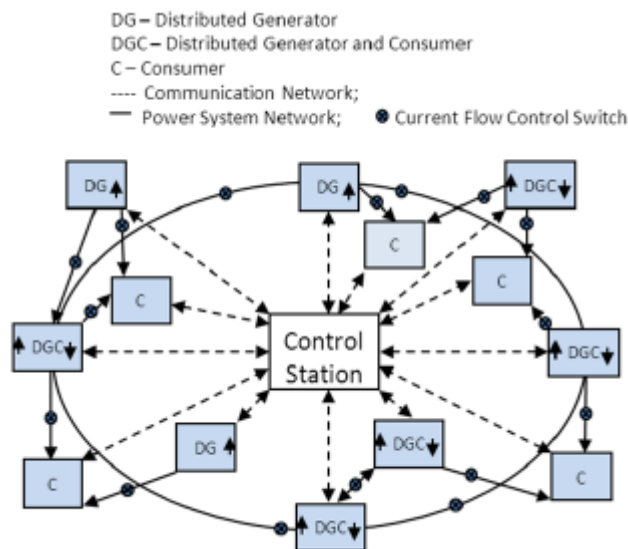 DG – Distributed Generator
DGC – Distributed Generator and Consumer
C – Consumer
---- Communication Network;
— Power System Network; Current Flow Control Switch
DG
DG
DGC
C
C
C
DGC
Control
Station
DGC
DG
DGC
C
C
DGC